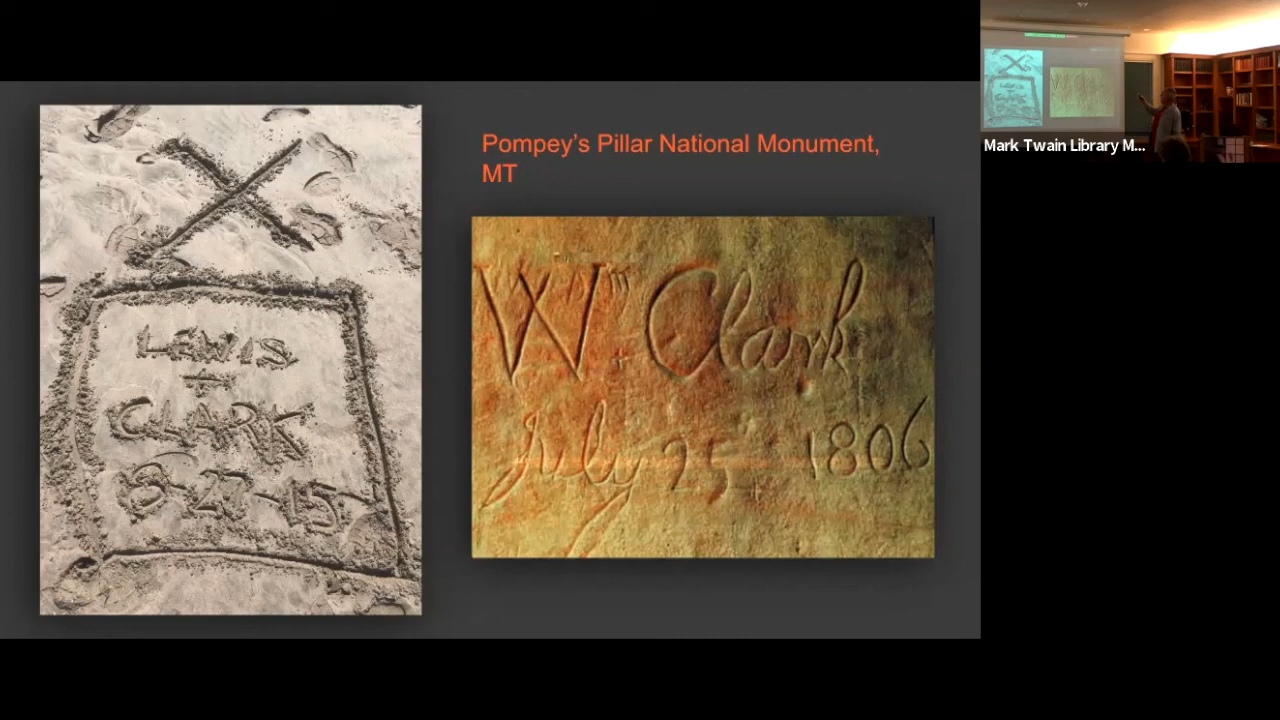 LEWIS
+
CLARK
8-27-15
Pompey’s Pillar National Monument,
MT
Wm Clark
July 25 1806
Mark Twain Library M...